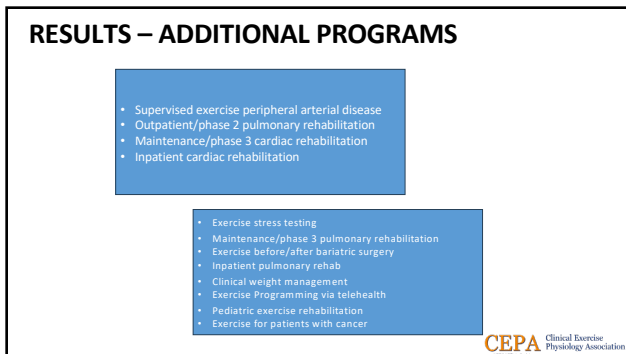 RESULTS – ADDITIONAL PROGRAMS
• Supervised exercise peripheral arterial disease
• Outpatient/phase 2 pulmonary rehabilitation
• Maintenance/phase 3 cardiac rehabilitation
• Inpatient cardiac rehabilitation
• Exercise stress testing
• Maintenance/phase 3 pulmonary rehabilitation
• Exercise before/after bariatric surgery
• Inpatient pulmonary rehab
• Clinical weight management
• Exercise Programming via telehealth
• Pediatric exercise rehabilitation
• Exercise for patients with cancer
CEPA Clinical Exercise
Physiology Association